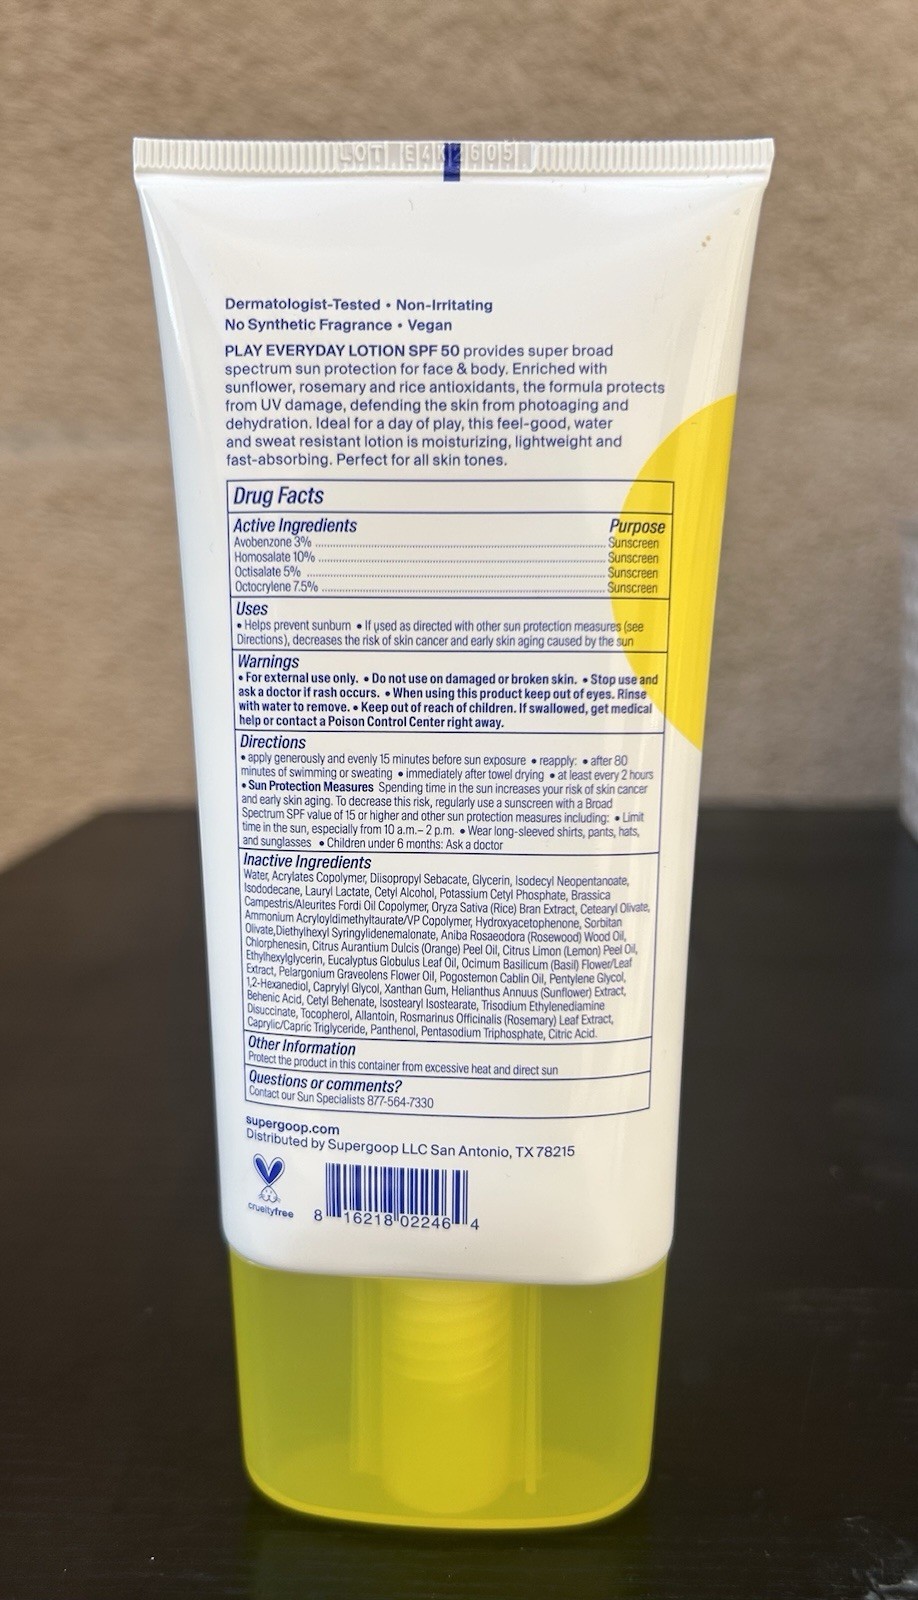 LOT E4K2605
Dermatologist-Tested • Non-Irritating
No Synthetic Fragrance • Vegan
PLAY EVERYDAY LOTION SPF 50 provides super broad
spectrum sun protection for face & body. Enriched with
sunflower, rosemary and rice antioxidants, the formula protects
from UV damage, defending the skin from photoaging and
dehydration. Ideal for a day of play, this feel-good, water
and sweat resistant lotion is moisturizing, lightweight and
fast-absorbing. Perfect for all skin tones.
Drug Facts
Active Ingredients Purpose
Avobenzone 3% ........ Sunscreen
Homosalate 10% ........ Sunscreen
Octisalate 5% ........ Sunscreen
Octocrylene 7.5% ........ Sunscreen
Uses
• Helps prevent sunburn • If used as directed with other sun protection measures (see
Directions), decreases the risk of skin cancer and early skin aging caused by the sun
Warnings
• For external use only. • Do not use on damaged or broken skin. • Stop use and
ask a doctor if rash occurs. • When using this product keep out of eyes. Rinse
with water to remove. • Keep out of reach of children. If swallowed, get medical
help or contact a Poison Control Center right away.
Directions
• apply generously and evenly 15 minutes before sun exposure • reapply: • after 80
minutes of swimming or sweating • immediately after towel drying • at least every 2 hours
• Sun Protection Measures Spending time in the sun increases your risk of skin cancer
and early skin aging. To decrease this risk, regularly use a sunscreen with a Broad
Spectrum SPF value of 15 or higher and other sun protection measures including: • Limit
time in the sun, especially from 10 a.m.– 2 p.m. • Wear long-sleeved shirts, pants, hats,
and sunglasses • Children under 6 months: Ask a doctor
Inactive Ingredients
Water, Acrylates Copolymer, Diisopropyl Sebacate, Glycerin, Isodecyl Neopentanoate,
Isododecane, Lauryl Lactate, Cetyl Alcohol, Potassium Cetyl Phosphate, Brassica
Campestris/Aleurites Fordi Oil Copolymer, Oryza Sativa (Rice) Bran Extract, Cetearyl Olivate,
Ammonium Acryloyldimethyltaurate/VP Copolymer, Hydroxyacetophenone, Sorbitan
Olivate,Diethylhexyl Syringylidenemalonate, Aniba Rosaeodora (Rosewood) Wood Oil,
Chlorphenesin, Citrus Aurantium Dulcis (Orange) Peel Oil, Citrus Limon (Lemon) Peel Oil,
Ethylhexylglycerin, Eucalyptus Globulus Leaf Oil, Ocimum Basilicum (Basil) Flower/Leaf
Extract, Pelargonium Graveolens Flower Oil, Pogostemon Cablin Oil, Pentylene Glycol,
1,2-Hexanediol, Caprylyl Glycol, Xanthan Gum, Helianthus Annuus (Sunflower) Extract,
Behenic Acid, Cetyl Behenate, Isostearyl Isostearate, Trisodium Ethylenediamine
Disuccinate, Tocopherol, Allantoin, Rosmarinus Officinalis (Rosemary) Leaf Extract,
Caprylic/Capric Triglyceride, Panthenol, Pentasodium Triphosphate, Citric Acid.
Other Information
Protect the product in this container from excessive heat and direct sun
Questions or comments?
Contact our Sun Specialists 877-564-7330
supergoop.com
Distributed by Supergoop LLC San Antonio, TX 78215
crueltyfree
8 16218 02246 4